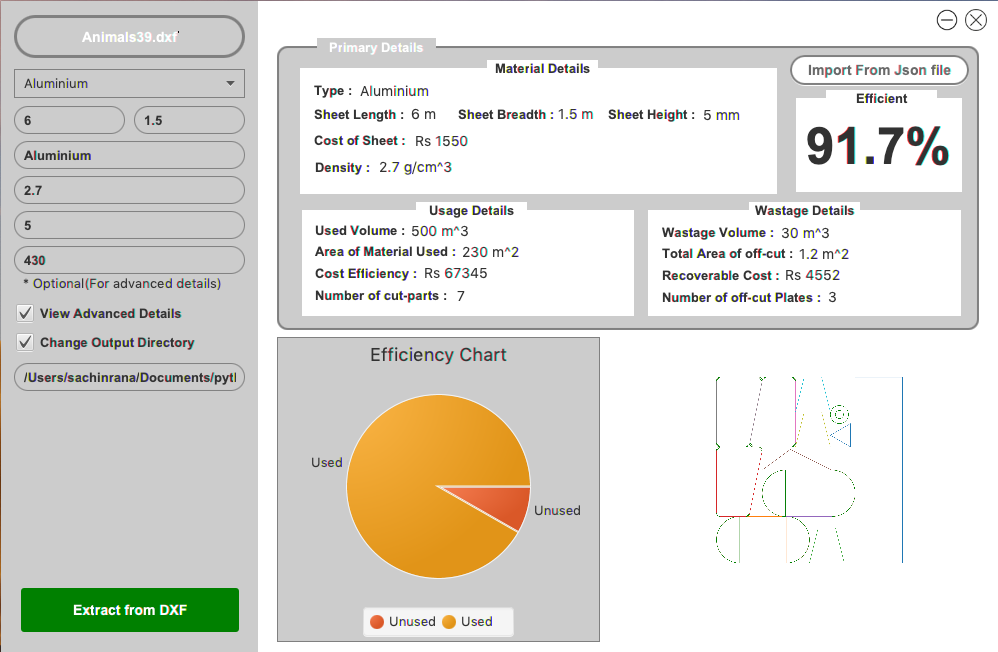 Animals39.dxf
Aluminium
6 1.5
Aluminium
2.7
5
430
* Optional(For advanced details)
View Advanced Details
Change Output Directory
/Users/sachinrana/Documents/pytl
Extract from DXF
Primary Details
Material Details
Type : Aluminium
Sheet Length : 6 m Sheet Breadth : 1.5 m Sheet Height : 5 mm
Cost of Sheet : Rs 1550
Density : 2.7 g/cm^3
Import From Json file
Efficient
91.7%
Usage Details
Used Volume : 500 m^3
Area of Material Used : 230 m^2
Cost Efficiency : Rs 67345
Number of cut-parts : 7
Wastage Details
Wastage Volume : 30 m^3
Total Area of off-cut : 1.2 m^2
Recoverable Cost : Rs 4552
Number of off-cut Plates : 3
Efficiency Chart
Used
Unused
Unused Used